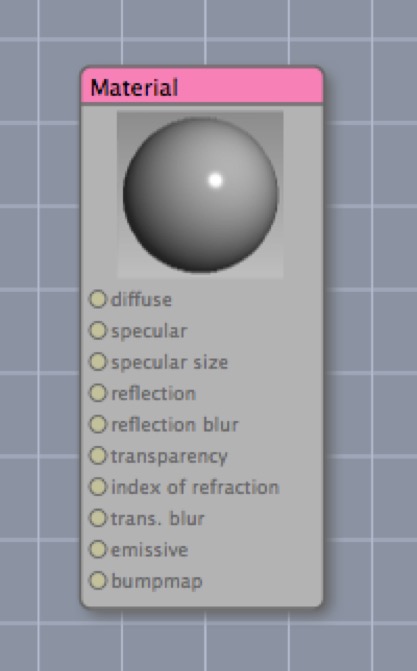 Material
diffuse
specular
specular size
reflection
reflection blur
transparency
index of refraction
trans. blur
emissive
bumpmap